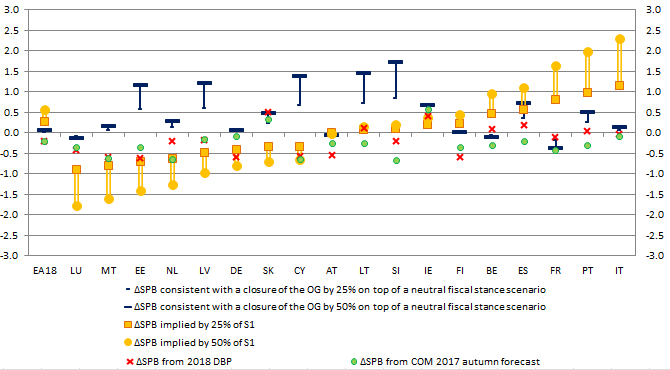 3.0 3.0
2.5 2.5
2.0 2.0
1.5 1.5
1.0 1.0
0.5 0.5
0.0 0.0
-0.5 -0.5
-1.0 -1.0
-1.5 -1.5
-2.0 -2.0
-2.5 -2.5
-3.0 -3.0
EA18 LU MT EE NL LV DE SK CY AT LT SI IE FI BE ES FR PT IT
ΔSPB consistent with a closure of the OG by 25% on top of a neutral fiscal stance scenario
ΔSPB consistent with a closure of the OG by 50% on top of a neutral fiscal stance scenario
ΔSPB implied by 25% of S1
ΔSPB implied by 50% of S1
ΔSPB from 2018 DBP ΔSPB from COM 2017 autumn forecast